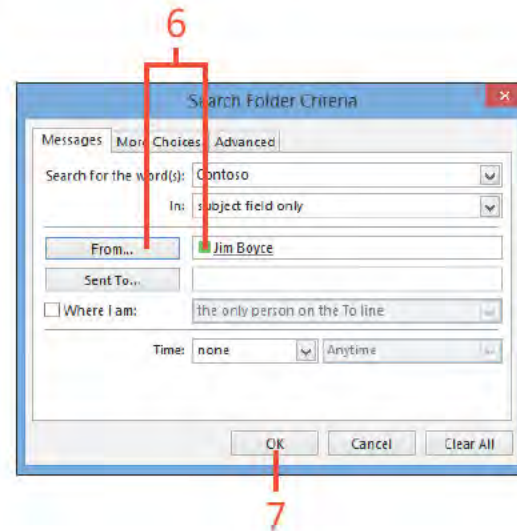 6
Search Folder Criteria
Messages More Choices Advanced
Search for the word(s): Contoso
In: subject field only
From... Jim Boyce
Sent To...
Where I am: the only person on the To line
Time: none Anytime
OK Cancel Clear All
7